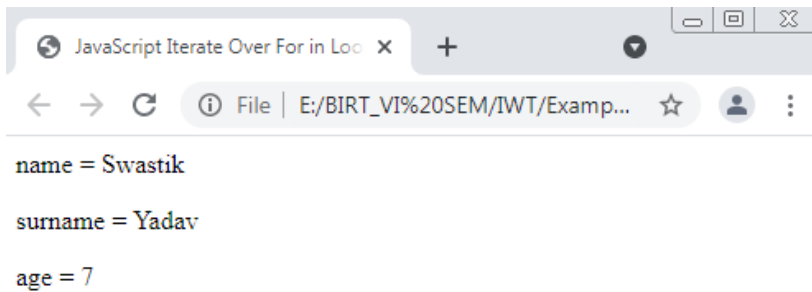 JavaScript Iterate Over For in Loo
File | E:/BIRT_VI%20SEM/IWT/Examp...
name = Swastik
surname = Yadav
age = 7